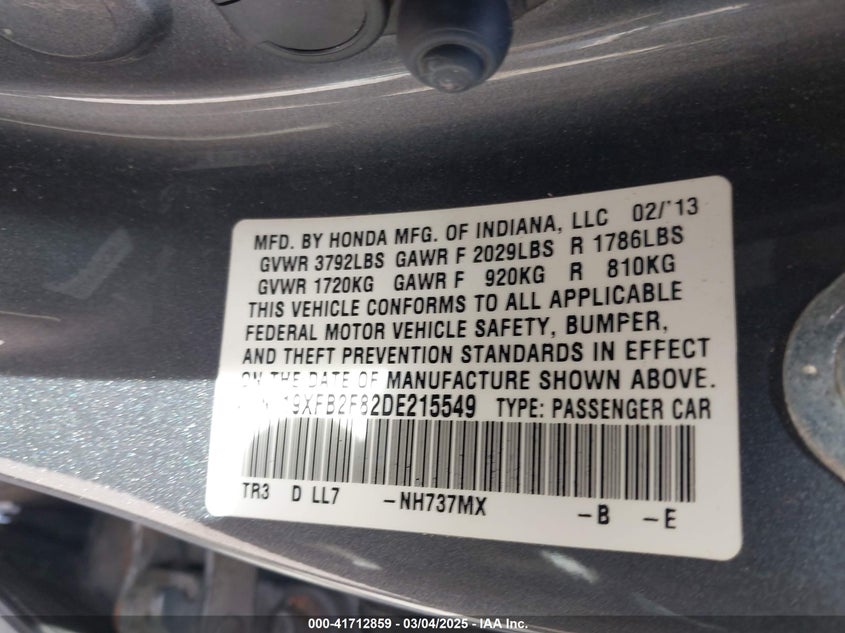 MFD. BY HONDA MFG. OF INDIANA, LLC 02/'13
GVWR 3792LBS GAWR F 2029LBS R 1786LBS
GVWR 1720KG GAWR F 920KG R 810KG
THIS VEHICLE CONFORMS TO ALL APPLICABLE
FEDERAL MOTOR VEHICLE SAFETY, BUMPER,
AND THEFT PREVENTION STANDARDS IN EFFECT
ON THE DATE OF MANUFACTURE SHOWN ABOVE.
19XFB2F82DE215549 TYPE: PASSENGER CAR
TR3 D LL7 -NH737MX -B -E
000-41712859 - 03/04/2025 - IAA Inc.